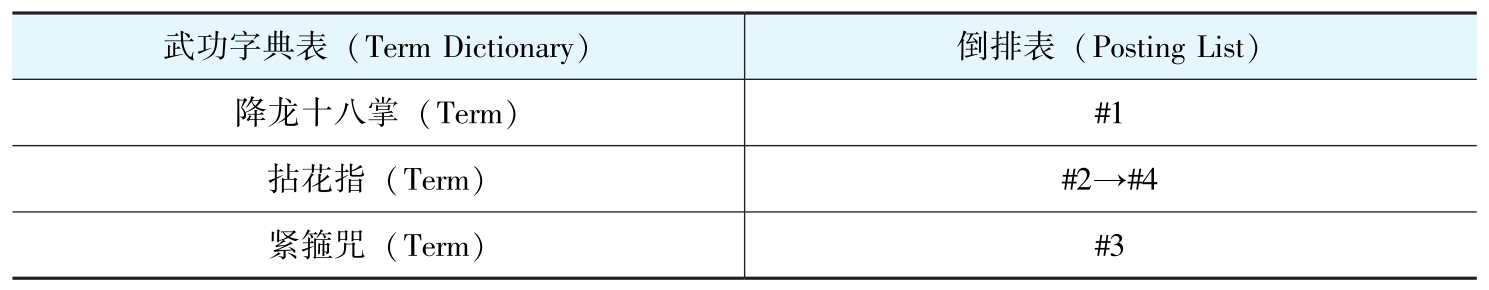 武功字典表（Term Dictionary） 倒排表（Posting List）
降龙十八掌（Term） #1
拈花指（Term） #2→#4
紧箍咒（Term） #3